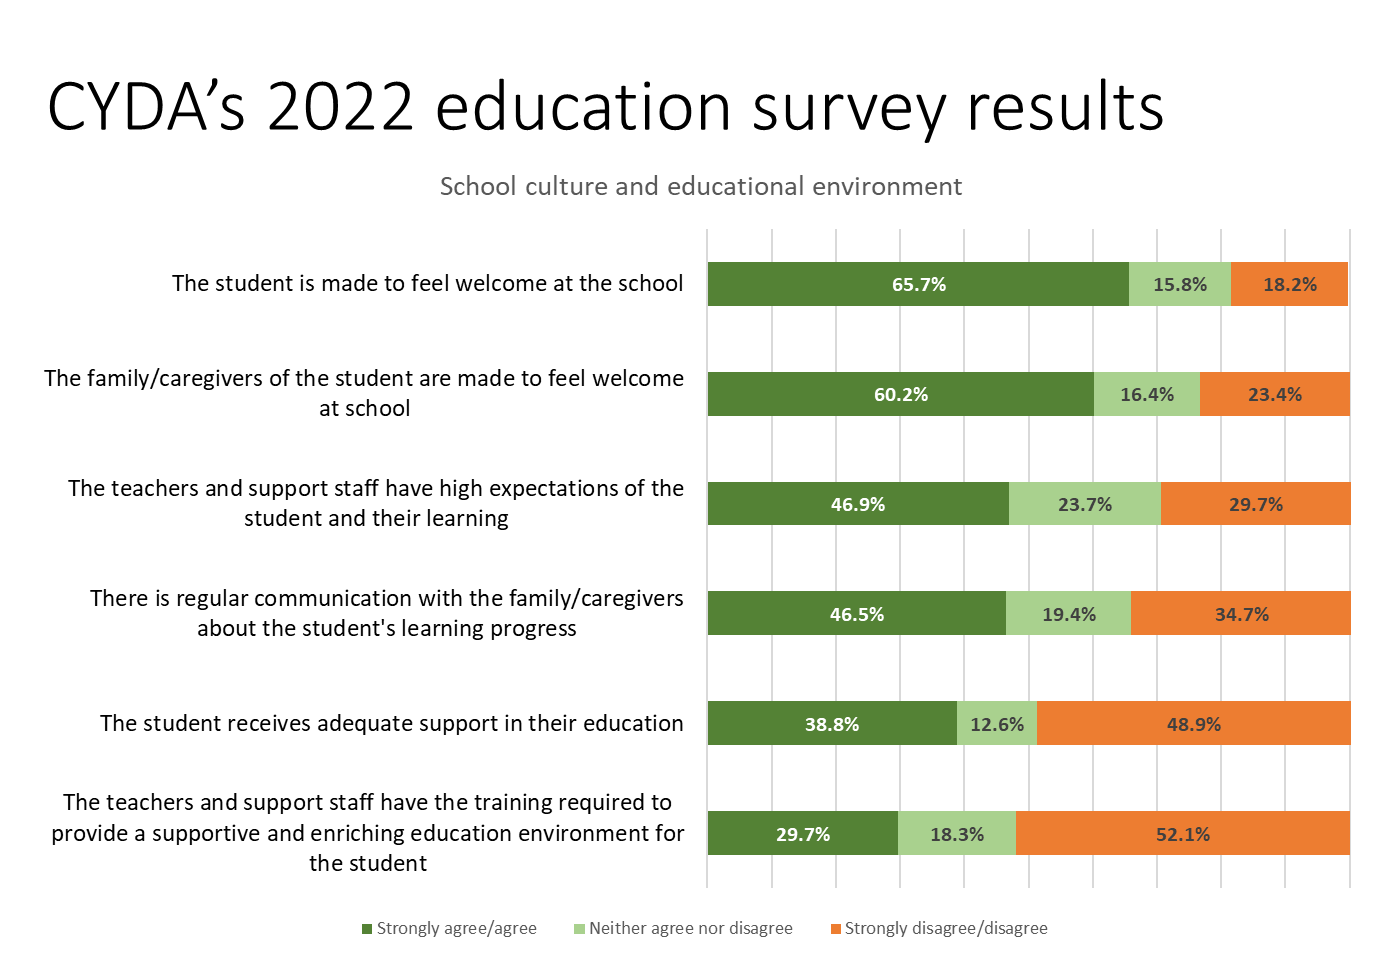 CYDA’s 2022 education survey results
School culture and educational environment
The student is made to feel welcome at the school
65.7%
15.8%
18.2%
The family/caregivers of the student are made to feel welcome
at school
60.2%
16.4%
23.4%
The teachers and support staff have high expectations of the
student and their learning
46.9%
23.7%
29.7%
There is regular communication with the family/caregivers
about the student's learning progress
46.5%
19.4%
34.7%
The student receives adequate support in their education
38.8%
12.6%
48.9%
The teachers and support staff have the training required to
provide a supportive and enriching education environment for
the student
29.7%
18.3%
52.1%
Strongly agree/agree
Neither agree nor disagree
Strongly disagree/disagree